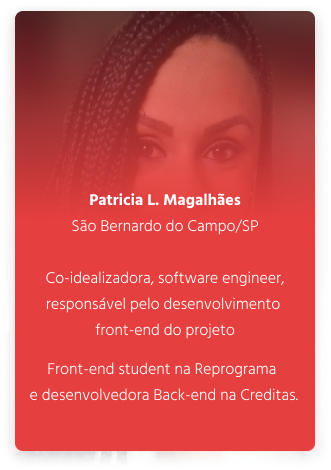 Patricia L. Magalhães
São Bernardo do Campo/SP
Co-idealizadora, software engineer,
responsável pelo desenvolvimento
front-end do projeto
Front-end student na Reprograma
e desenvolvedora Back-end na Creditas.